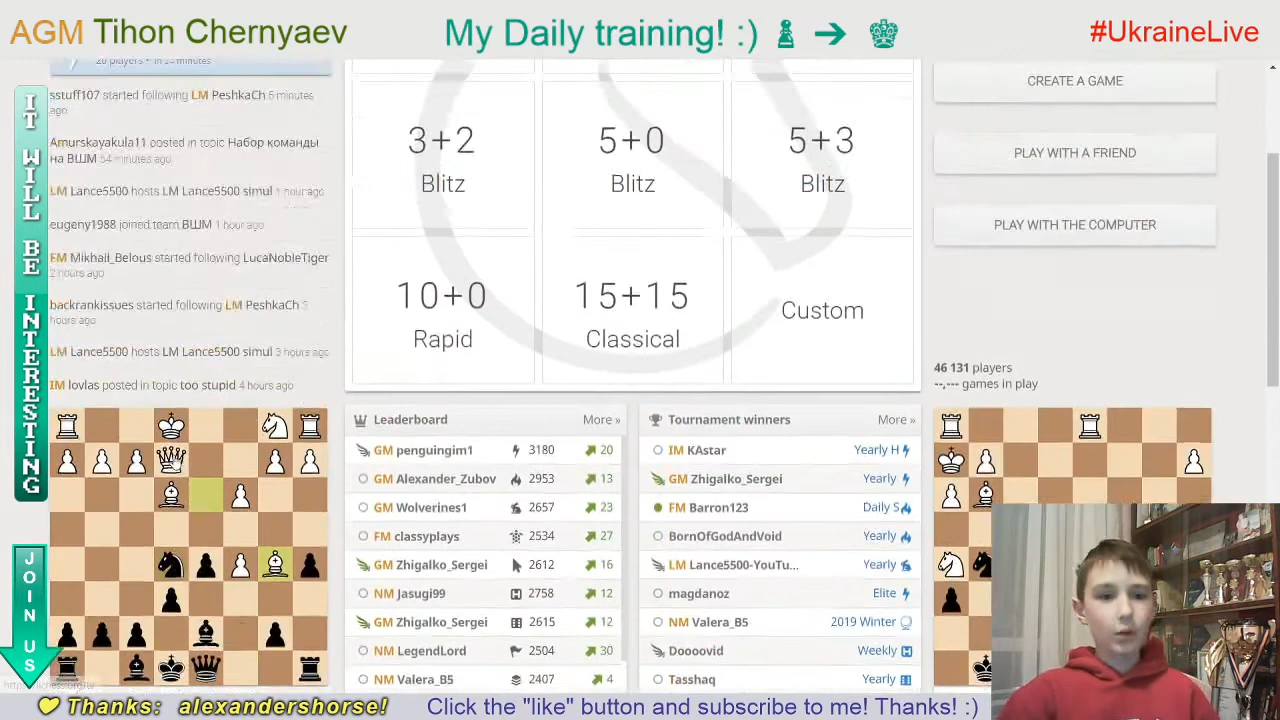 AGM Tihon Chernyaev
My Daily training! :)
#UkraineLive
IT WILL BE INTERESTING
JOIN US
20 players • in 24 minutes
sstuff107 started following LM PeshkaCh 5 minutes
ago
Amurskayakula11 posted in topic Набор команды
на ВШМ 54 minutes ago
LM Lance5500 hosts LM Lance5500 simul 1 hour ago
eugeny1988 joined team ВШМ 1 hour ago
FM Mikhail_Belous started following LucaNobleTiger
2 hours ago
backrankissues started following LM PeshkaCh 3
hours ago
LM Lance5500 hosts LM Lance5500 simul 3 hours ago
IM lovlas posted in topic too stupid 4 hours ago
3+2
Blitz
5+0
Blitz
5+3
Blitz
10+0
Rapid
15+15
Classical
Custom
CREATE A GAME
PLAY WITH A FRIEND
PLAY WITH THE COMPUTER
46 131 players
--,--- games in play
Leaderboard More »
GM penguingim1 3180 20
GM Alexander_Zubov 2953 13
GM Wolverines1 2657 23
FM classyplays 2534 27
GM Zhigalko_Sergei 2612 16
NM Jasugi99 2758 12
GM Zhigalko_Sergei 2615 12
NM LegendLord 2504 30
NM Valera_B5 2407 4
Tournament winners More »
IM KAstar Yearly H
GM Zhigalko_Sergei Yearly
FM Barron123 Daily S
BornOfGodAndVoid Yearly
LM Lance5500-YouTu... Yearly
magdanoz Elite
NM Valera_B5 2019 Winter
Doooovid Weekly
Tasshaq Yearly
Thanks: alexandershorse!
Click the "like" button and subscribe to me! Thanks! :)